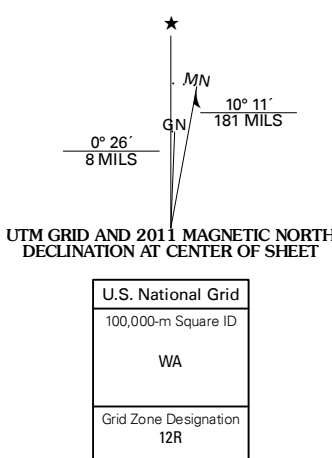 MN
GN
10° 11´
181 MILS
0° 26´
8 MILS
UTM GRID AND 2011 MAGNETIC NORTH
DECLINATION AT CENTER OF SHEET
U.S. National Grid
100,000-m Square ID
WA
Grid Zone Designation
12R